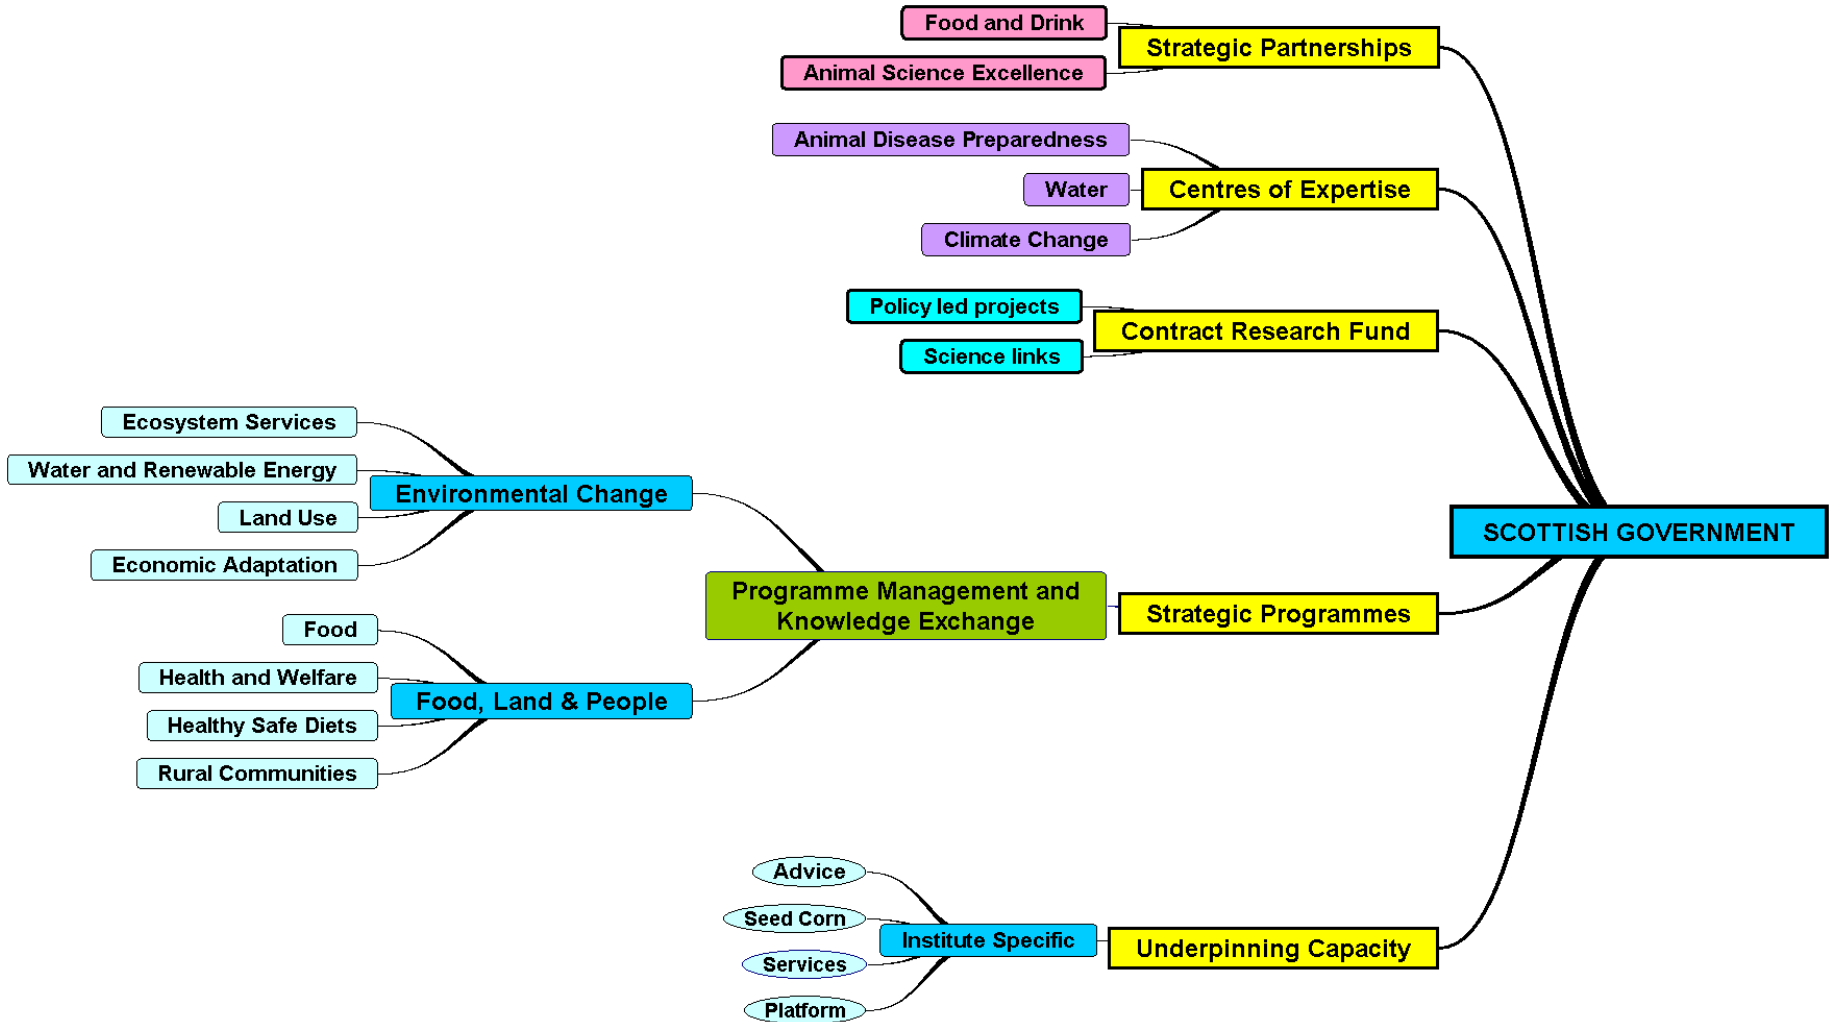 Food and Drink
Strategic Partnerships
Animal Science Excellence
Animal Disease Preparedness
Water
Centres of Expertise
Climate Change
Policy led projects
Contract Research Fund
Science links
Ecosystem Services
Water and Renewable Energy
Environmental Change
Land Use
Economic Adaptation
SCOTTISH GOVERNMENT
Programme Management and
Knowledge Exchange
Strategic Programmes
Food
Health and Welfare
Food, Land & People
Healthy Safe Diets
Rural Communities
Advice
Seed Corn
Institute Specific
Underpinning Capacity
Services
Platform